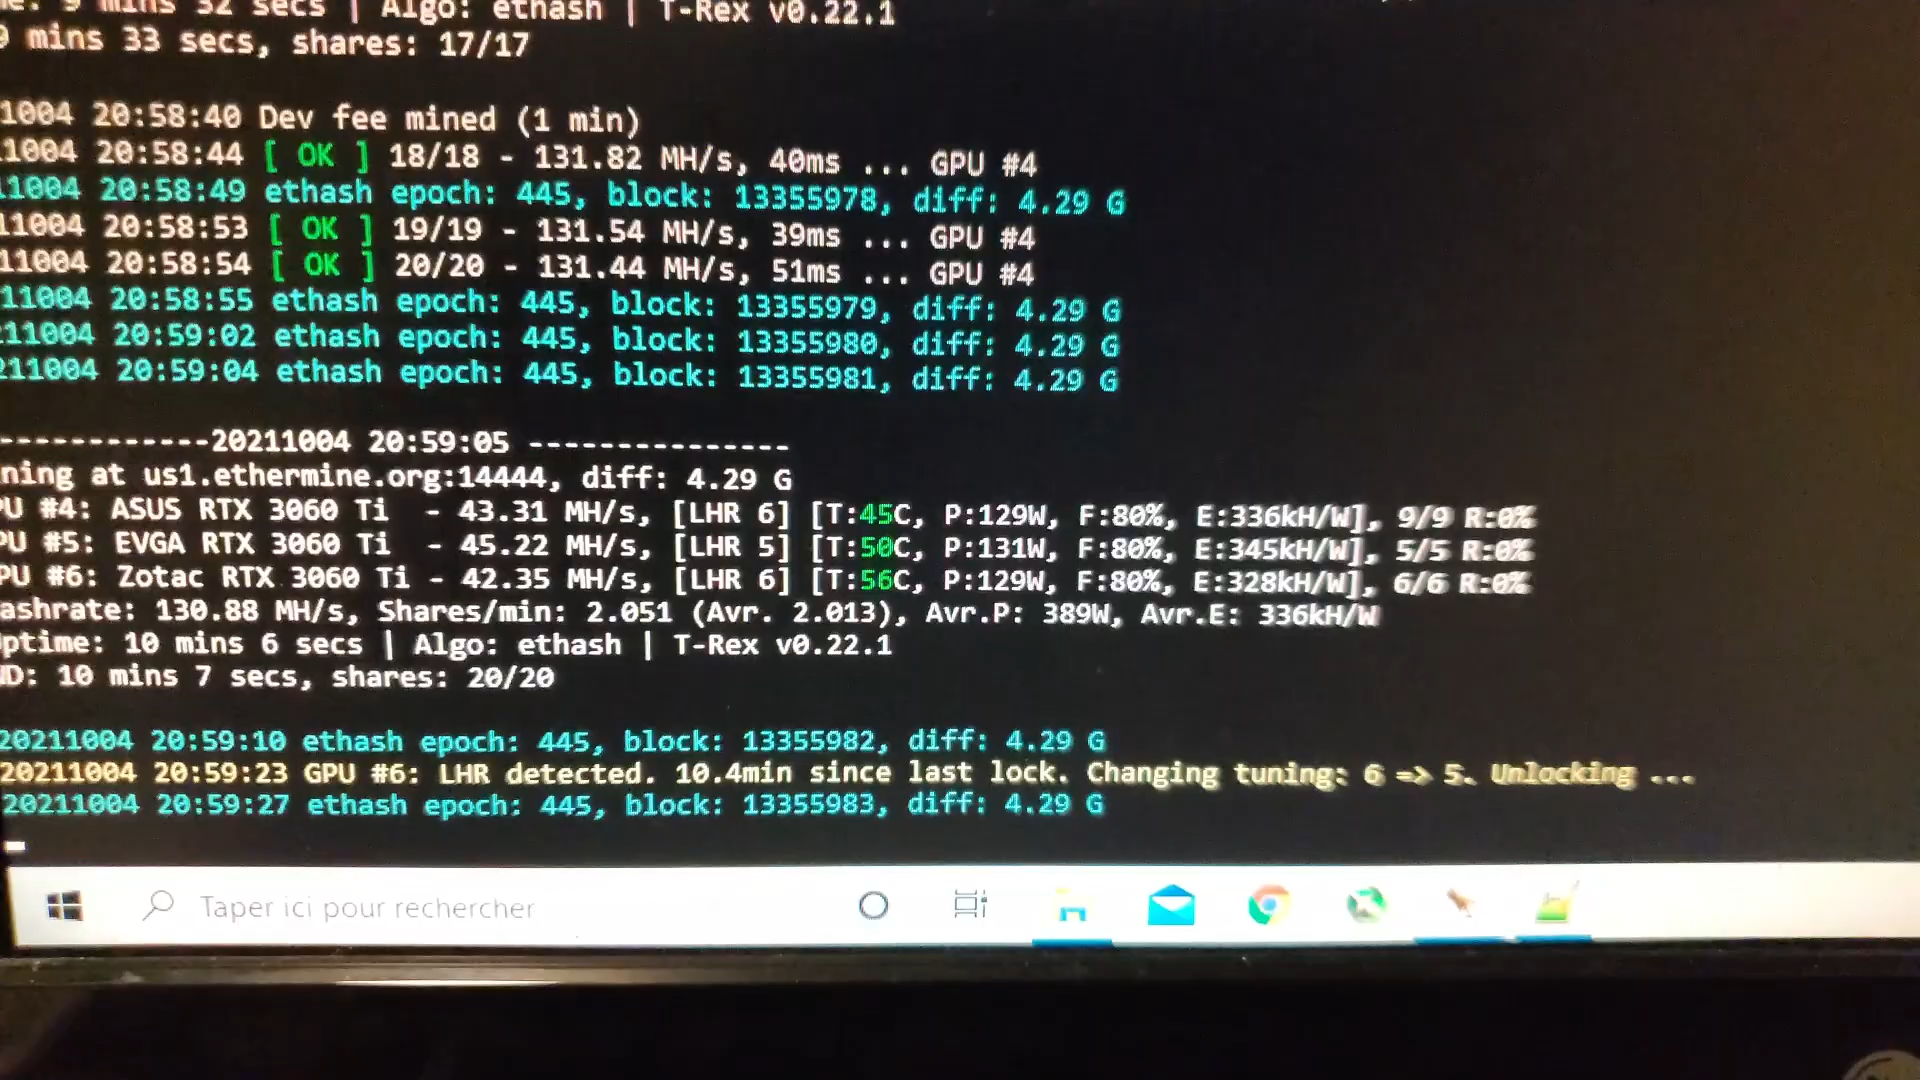 9 mins 32 secs | Algo: ethash | T-Rex v0.22.1
9 mins 33 secs, shares: 17/17
1004 20:58:40 Dev fee mined (1 min)
1004 20:58:44 [ OK ] 18/18 - 131.82 MH/s, 40ms ... GPU #4
11004 20:58:49 ethash epoch: 445, block: 13355978, diff: 4.29 G
11004 20:58:53 [ OK ] 19/19 - 131.54 MH/s, 39ms ... GPU #4
11004 20:58:54 [ OK ] 20/20 - 131.44 MH/s, 51ms ... GPU #4
11004 20:58:55 ethash epoch: 445, block: 13355979, diff: 4.29 G
211004 20:59:02 ethash epoch: 445, block: 13355980, diff: 4.29 G
211004 20:59:04 ethash epoch: 445, block: 13355981, diff: 4.29 G
------------20211004 20:59:05 ---------------
ning at us1.ethermine.org:14444, diff: 4.29 G
PU #4: ASUS RTX 3060 Ti - 43.31 MH/s, [LHR 6] [T:45C, P:129W, F:80%, E:336kH/W], 9/9 R:0%
PU #5: EVGA RTX 3060 Ti - 45.22 MH/s, [LHR 5] [T:50C, P:131W, F:80%, E:345kH/W], 5/5 R:0%
PU #6: Zotac RTX 3060 Ti - 42.35 MH/s, [LHR 6] [T:56C, P:129W, F:80%, E:328kH/W], 6/6 R:0%
ashrate: 130.88 MH/s, Shares/min: 2.051 (Avr. 2.013), Avr.P: 389W, Avr.E: 336kH/W
ptime: 10 mins 6 secs | Algo: ethash | T-Rex v0.22.1
D: 10 mins 7 secs, shares: 20/20
20211004 20:59:10 ethash epoch: 445, block: 13355982, diff: 4.29 G
20211004 20:59:23 GPU #6: LHR detected. 10.4min since last lock. Changing tuning: 6 => 5. Unlocking ...
20211004 20:59:27 ethash epoch: 445, block: 13355983, diff: 4.29 G
Taper ici pour rechercher